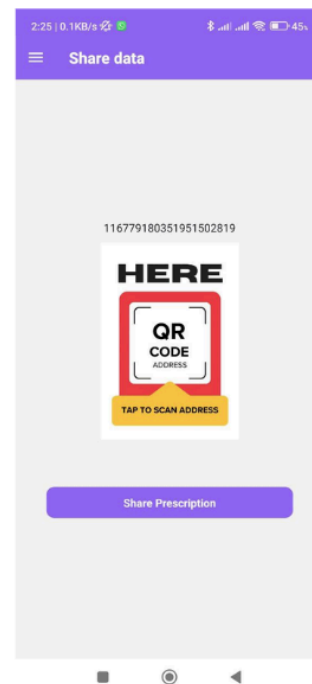 2:25 | 0.1KB/s
45%
Share data
116779180351951502819
HERE
QR
CODE
ADDRESS
TAP TO SCAN ADDRESS
Share Prescription